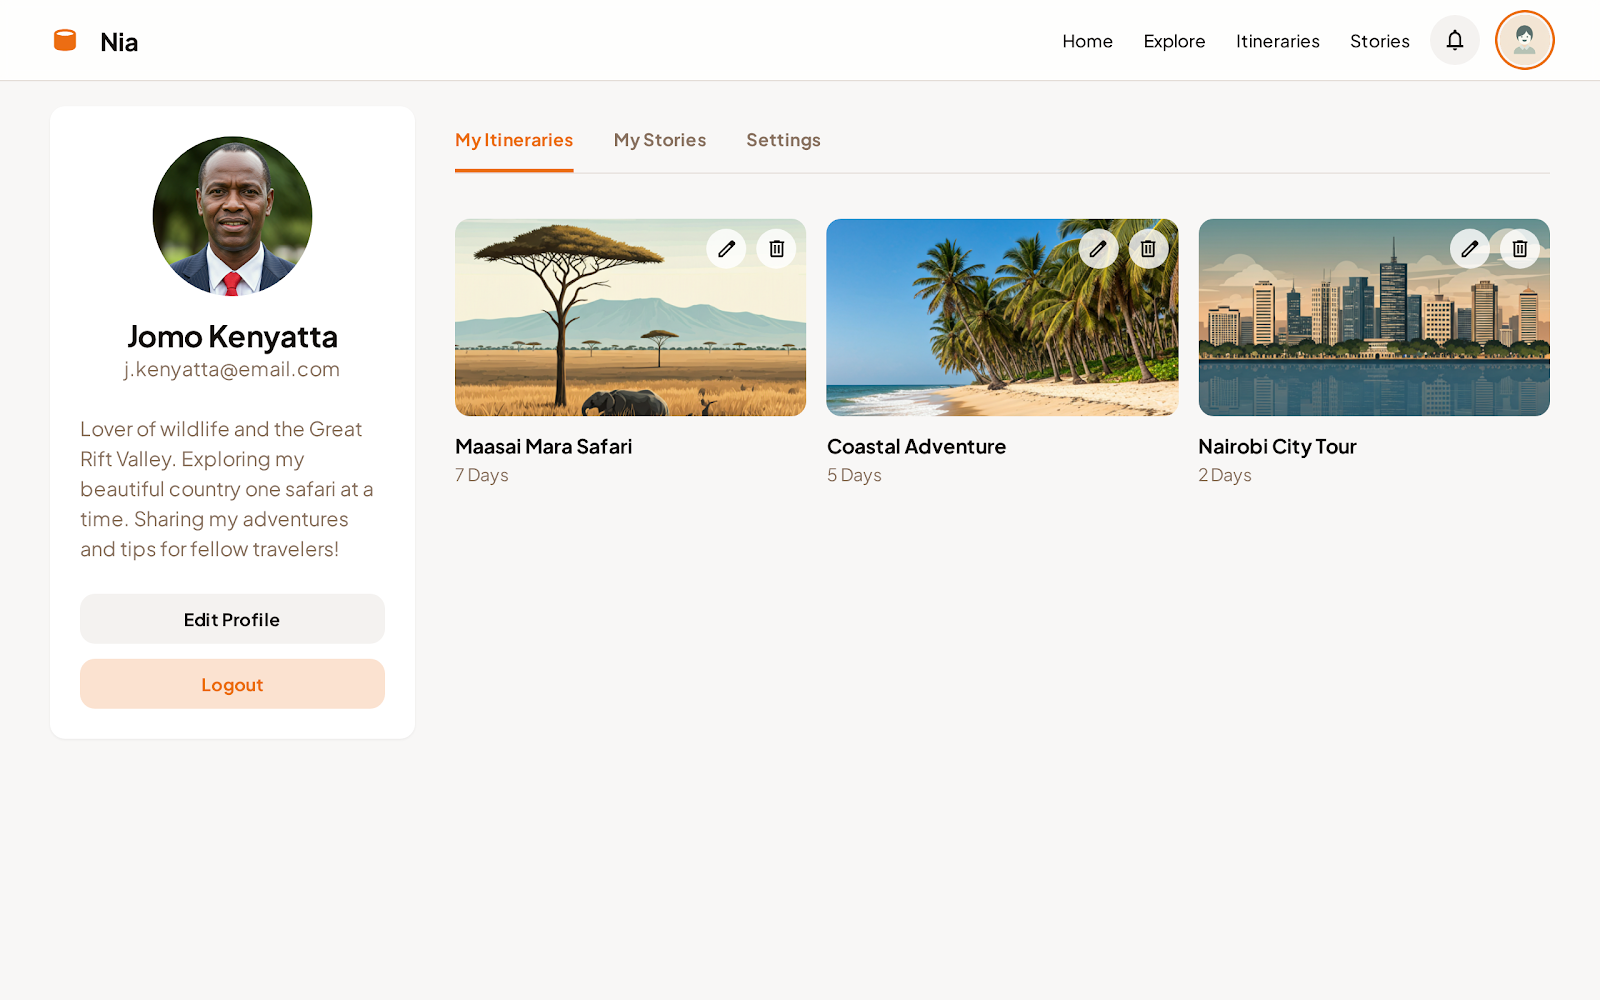 Nia
Home
Explore
Itineraries
Stories
Jomo Kenyatta
j.kenyatta@email.com
Lover of wildlife and the Great
Rift Valley. Exploring my
beautiful country one safari at a
time. Sharing my adventures
and tips for fellow travelers!
Edit Profile
Logout
My Itineraries
My Stories
Settings
Maasai Mara Safari
7 Days
Coastal Adventure
5 Days
Nairobi City Tour
2 Days